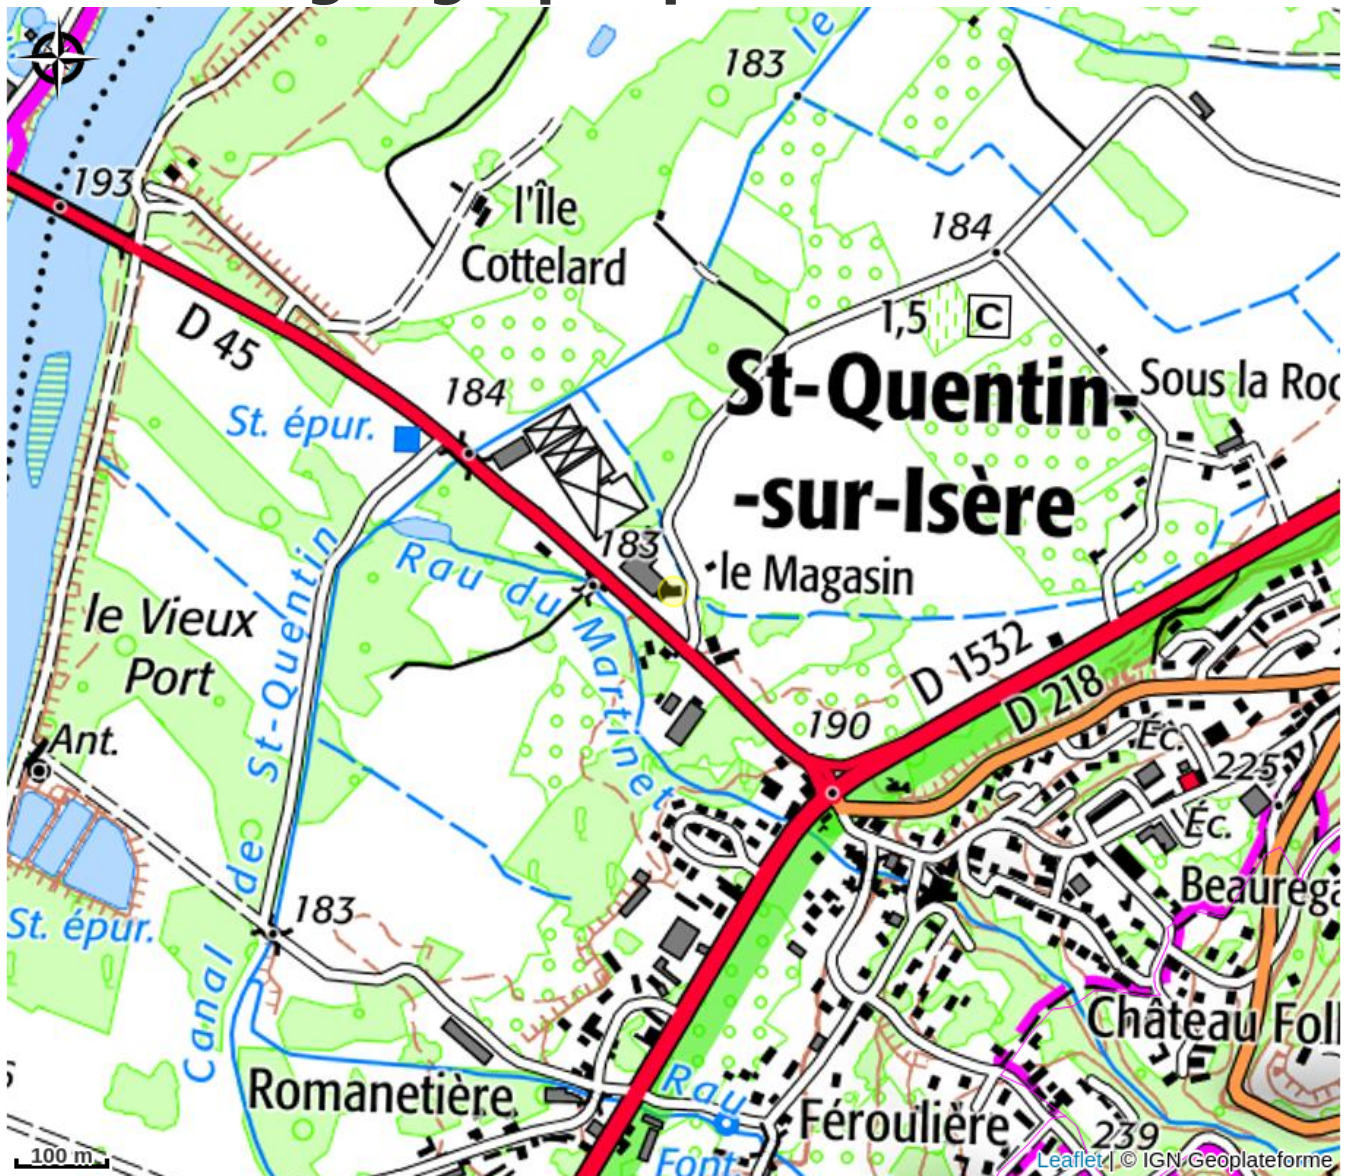 183
le
193
l'Île
Cottelard
184
1,5
C
D 45
184
St-Quentin-
-sur-Isère
Sous la Roc
St. épur.
183
le Magasin
Rau du Martinet
le Vieux
Port
D 1532
D 218
190
Ant.
Éc.
225
Éc.
Beaurega
St. épur.
183
Canal de St-Quentin
Château Foll
Romanetière
Rau
Féroulière
239
Font
100 m
Leaflet | © IGN Geoplateforme